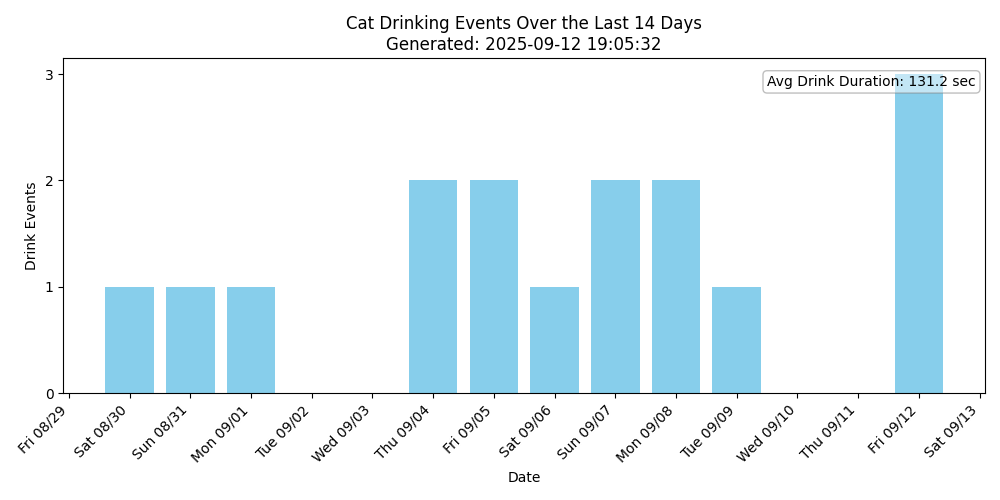 Cat Drinking Events Over the Last 14 Days
Generated: 2025-09-12 19:05:32
Avg Drink Duration: 131.2 sec
3
2
1
0
Drink Events
Fri 08/29
Sat 08/30
Sun 08/31
Mon 09/01
Tue 09/02
Wed 09/03
Thu 09/04
Fri 09/05
Sat 09/06
Sun 09/07
Mon 09/08
Tue 09/09
Wed 09/10
Thu 09/11
Fri 09/12
Sat 09/13
Date